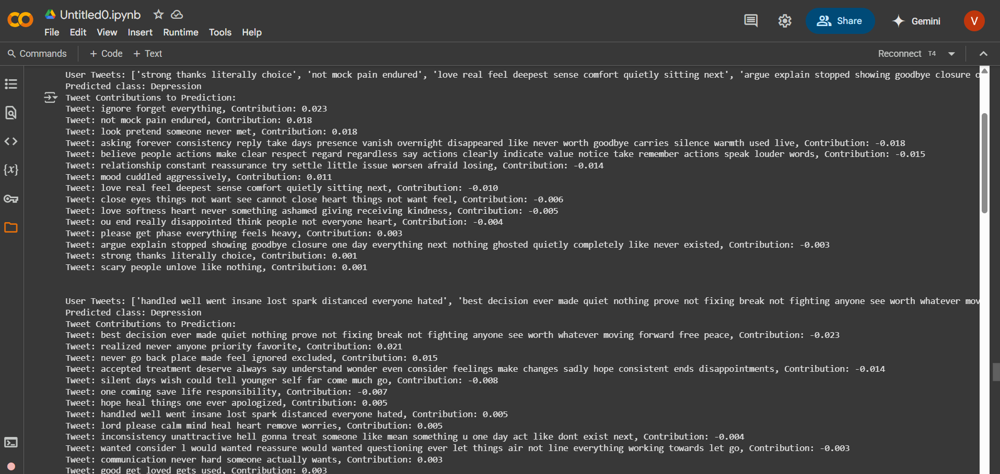 Untitled0.ipynb
File Edit View Insert Runtime Tools Help
Share
Gemini
V
Commands + Code + Text
Reconnect T4
User Tweets: ['strong thanks literally choice', 'not mock pain endured', 'love real feel deepest sense comfort quietly sitting next', 'argue explain stopped showing goodbye closure o
Predicted class: Depression
Tweet Contributions to Prediction:
Tweet: ignore forget everything, Contribution: 0.023
Tweet: not mock pain endured, Contribution: 0.018
Tweet: look pretend someone never met, Contribution: 0.018
Tweet: asking forever consistency reply take days presence vanish overnight disappeared like never worth goodbye carries silence warmth used live, Contribution: -0.018
Tweet: believe people actions make clear respect regard regardless say actions clearly indicate value notice take remember actions speak louder words, Contribution: -0.015
Tweet: relationship constant reassurance try settle little issue worsen afraid losing, Contribution: -0.014
Tweet: mood cuddled aggressively, Contribution: 0.011
Tweet: love real feel deepest sense comfort quietly sitting next, Contribution: -0.010
Tweet: close eyes things not want see cannot close heart things not want feel, Contribution: -0.006
Tweet: love softness heart never something ashamed giving receiving kindness, Contribution: -0.005
Tweet: ou end really disappointed think people not everyone heart, Contribution: -0.004
Tweet: please get phase everything feels heavy, Contribution: 0.003
Tweet: argue explain stopped showing goodbye closure one day everything next nothing ghosted quietly completely like never existed, Contribution: -0.003
Tweet: strong thanks literally choice, Contribution: 0.001
Tweet: scary people unlove like nothing, Contribution: 0.001
User Tweets: ['handled well went insane lost spark distanced everyone hated', 'best decision ever made quiet nothing prove not fixing break not fighting anyone see worth whatever mov
Predicted class: Depression
Tweet Contributions to Prediction:
Tweet: best decision ever made quiet nothing prove not fixing break not fighting anyone see worth whatever moving forward free peace, Contribution: -0.023
Tweet: realized never anyone priority favorite, Contribution: 0.021
Tweet: never go back place made feel ignored excluded, Contribution: 0.015
Tweet: accepted treatment deserve always say understand wonder even consider feelings make changes sadly hope consistent ends disappointments, Contribution: -0.014
Tweet: silent days wish could tell younger self far come much go, Contribution: -0.008
Tweet: one coming save life responsibility, Contribution: -0.007
Tweet: hope heal things one ever apologized, Contribution: 0.005
Tweet: handled well went insane lost spark distanced everyone hated, Contribution: 0.005
Tweet: lord please calm mind heal heart remove worries, Contribution: 0.005
Tweet: inconsistency unattractive hell gonna treat someone like mean something u one day act like dont exist next, Contribution: -0.004
Tweet: wanted consider l would wanted reassure would wanted questioning ever let things air not line everything working towards let go, Contribution: -0.003
Tweet: communication never hard someone actually wants, Contribution: 0.003
Tweet: good get loved gets used, Contribution: 0.003